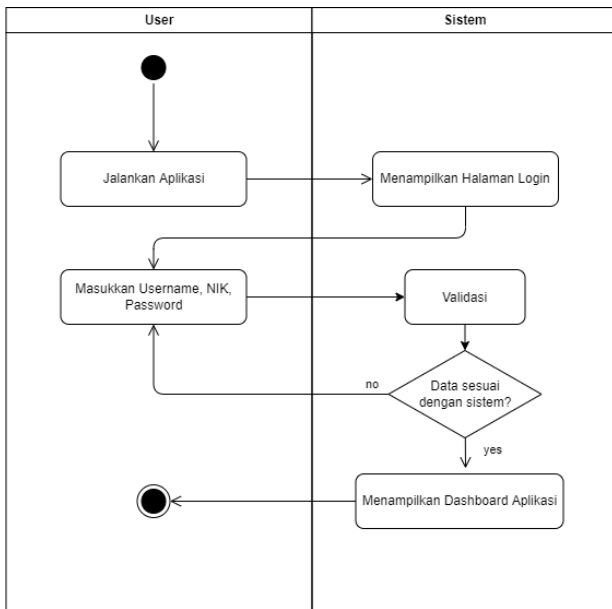 User
Sistem
Jalankan Aplikasi
Menampilkan Halaman Login
Masukkan Username, NIK,
Password
Validasi
Data sesuai
dengan sistem?
no
yes
Menampilkan Dashboard Aplikasi